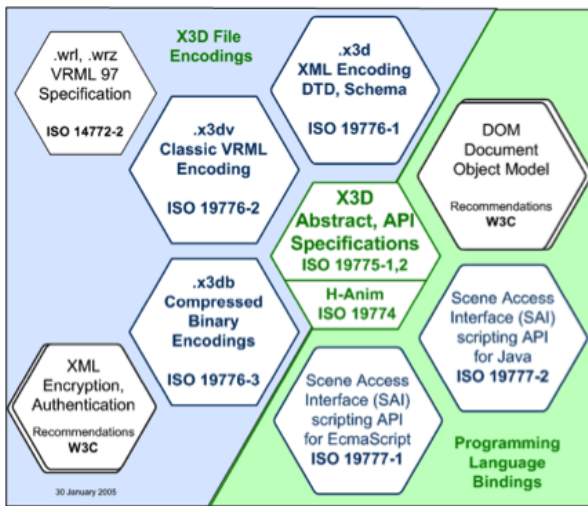 X3D File
Encodings
.wrl, .wrz
VRML 97
Specification
ISO 14772-2
.x3d
XML Encoding
DTD, Schema
ISO 19776-1
.x3dv
Classic VRML
Encoding
ISO 19776-2
DOM
Document
Object Model
Recommendations
W3C
X3D
Abstract, API
Specifications
ISO 19775-1,2
H-Anim
ISO 19774
.x3db
Compressed
Binary
Encodings
ISO 19776-3
Scene Access
Interface (SAI)
scripting API
for Java
ISO 19777-2
XML
Encryption,
Authentication
Recommendations
W3C
Scene Access
Interface (SAI)
scripting API
for EcmaScript
ISO 19777-1
Programming
Language
Bindings
30 January 2005